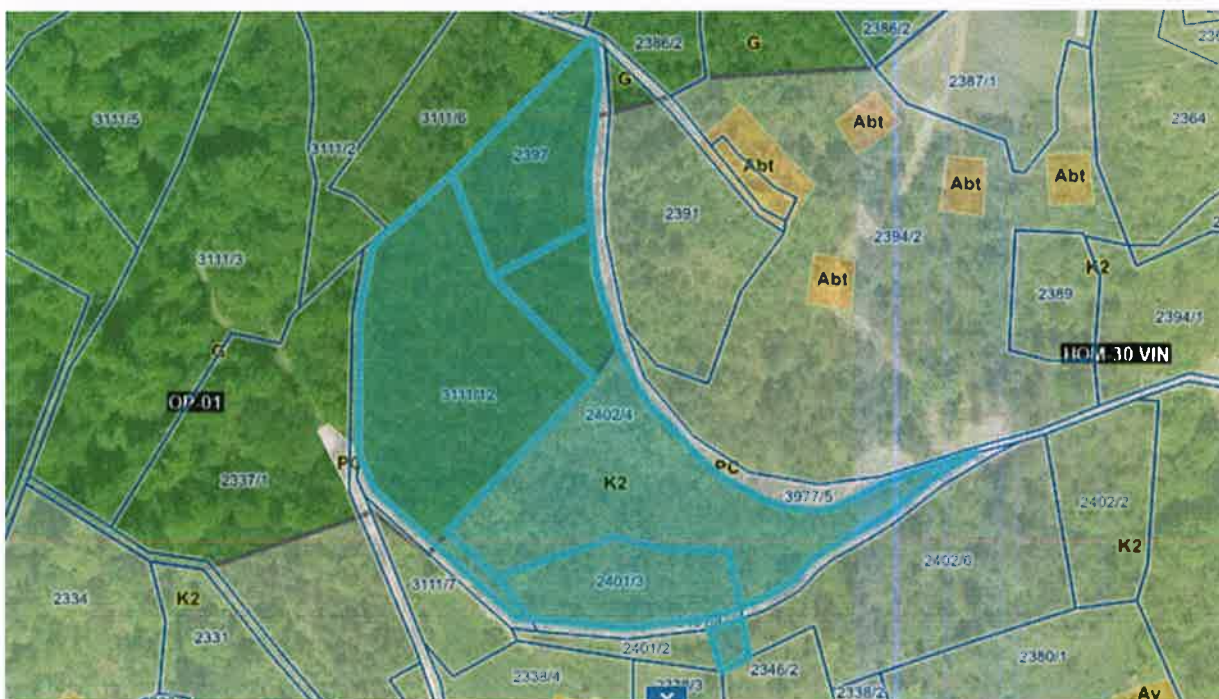 2386/2
G
2386/2
G
2387/1
3111/5
3111/6
2364
Abt
3111/2
2397
Abt
Abt
Abt
2391
2394/2
3111/3
K2
Abt
2389
2394/1
G
HOM-30 VIN
3111/12
OP-01
2402/4
PC
PC
2337/1
K2
3977/5
2402/2
K2
2402/6
3111/7
2401/3
2334
K2
2331
2401/2
2380/1
2346/2
2338/4
2338/3
2338/2
Av